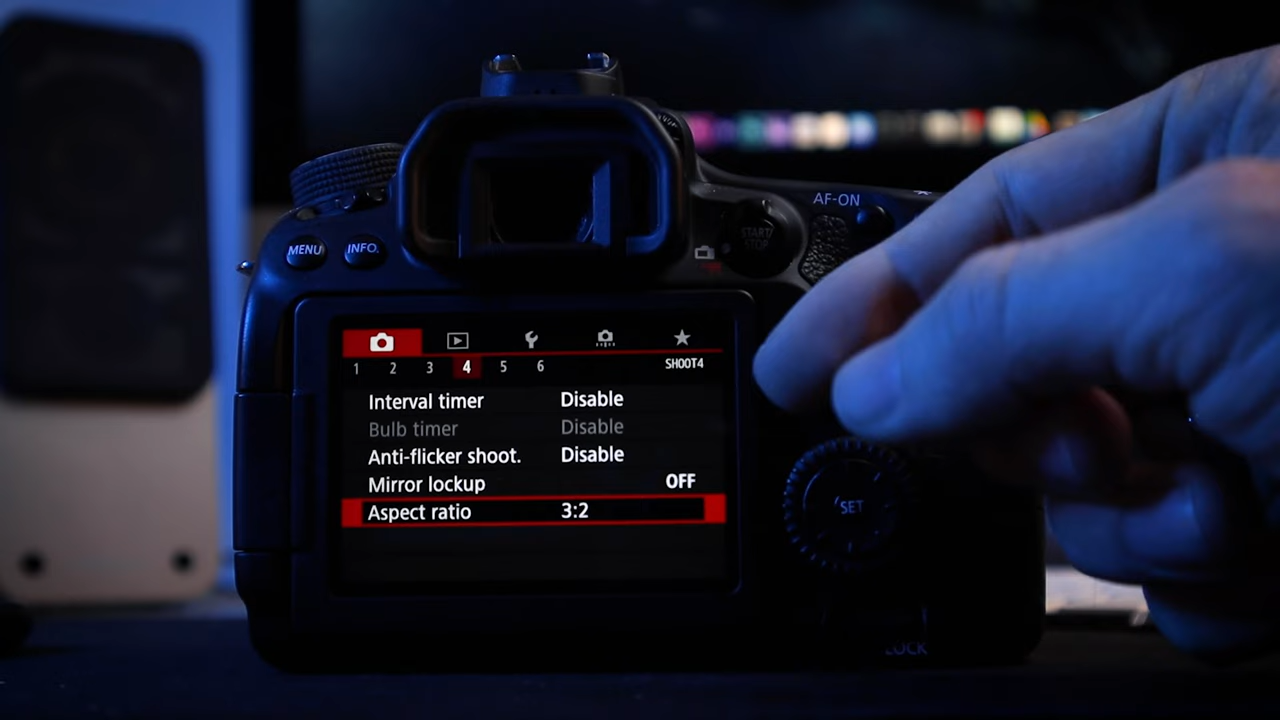 AF-ON
START/
STOP
MENU INFO.
1 2 3 4 5 6 SHOOT4
Interval timer Disable
Bulb timer Disable
Anti-flicker shoot. Disable
Mirror lockup OFF
Aspect ratio 3:2
SET
LOCK